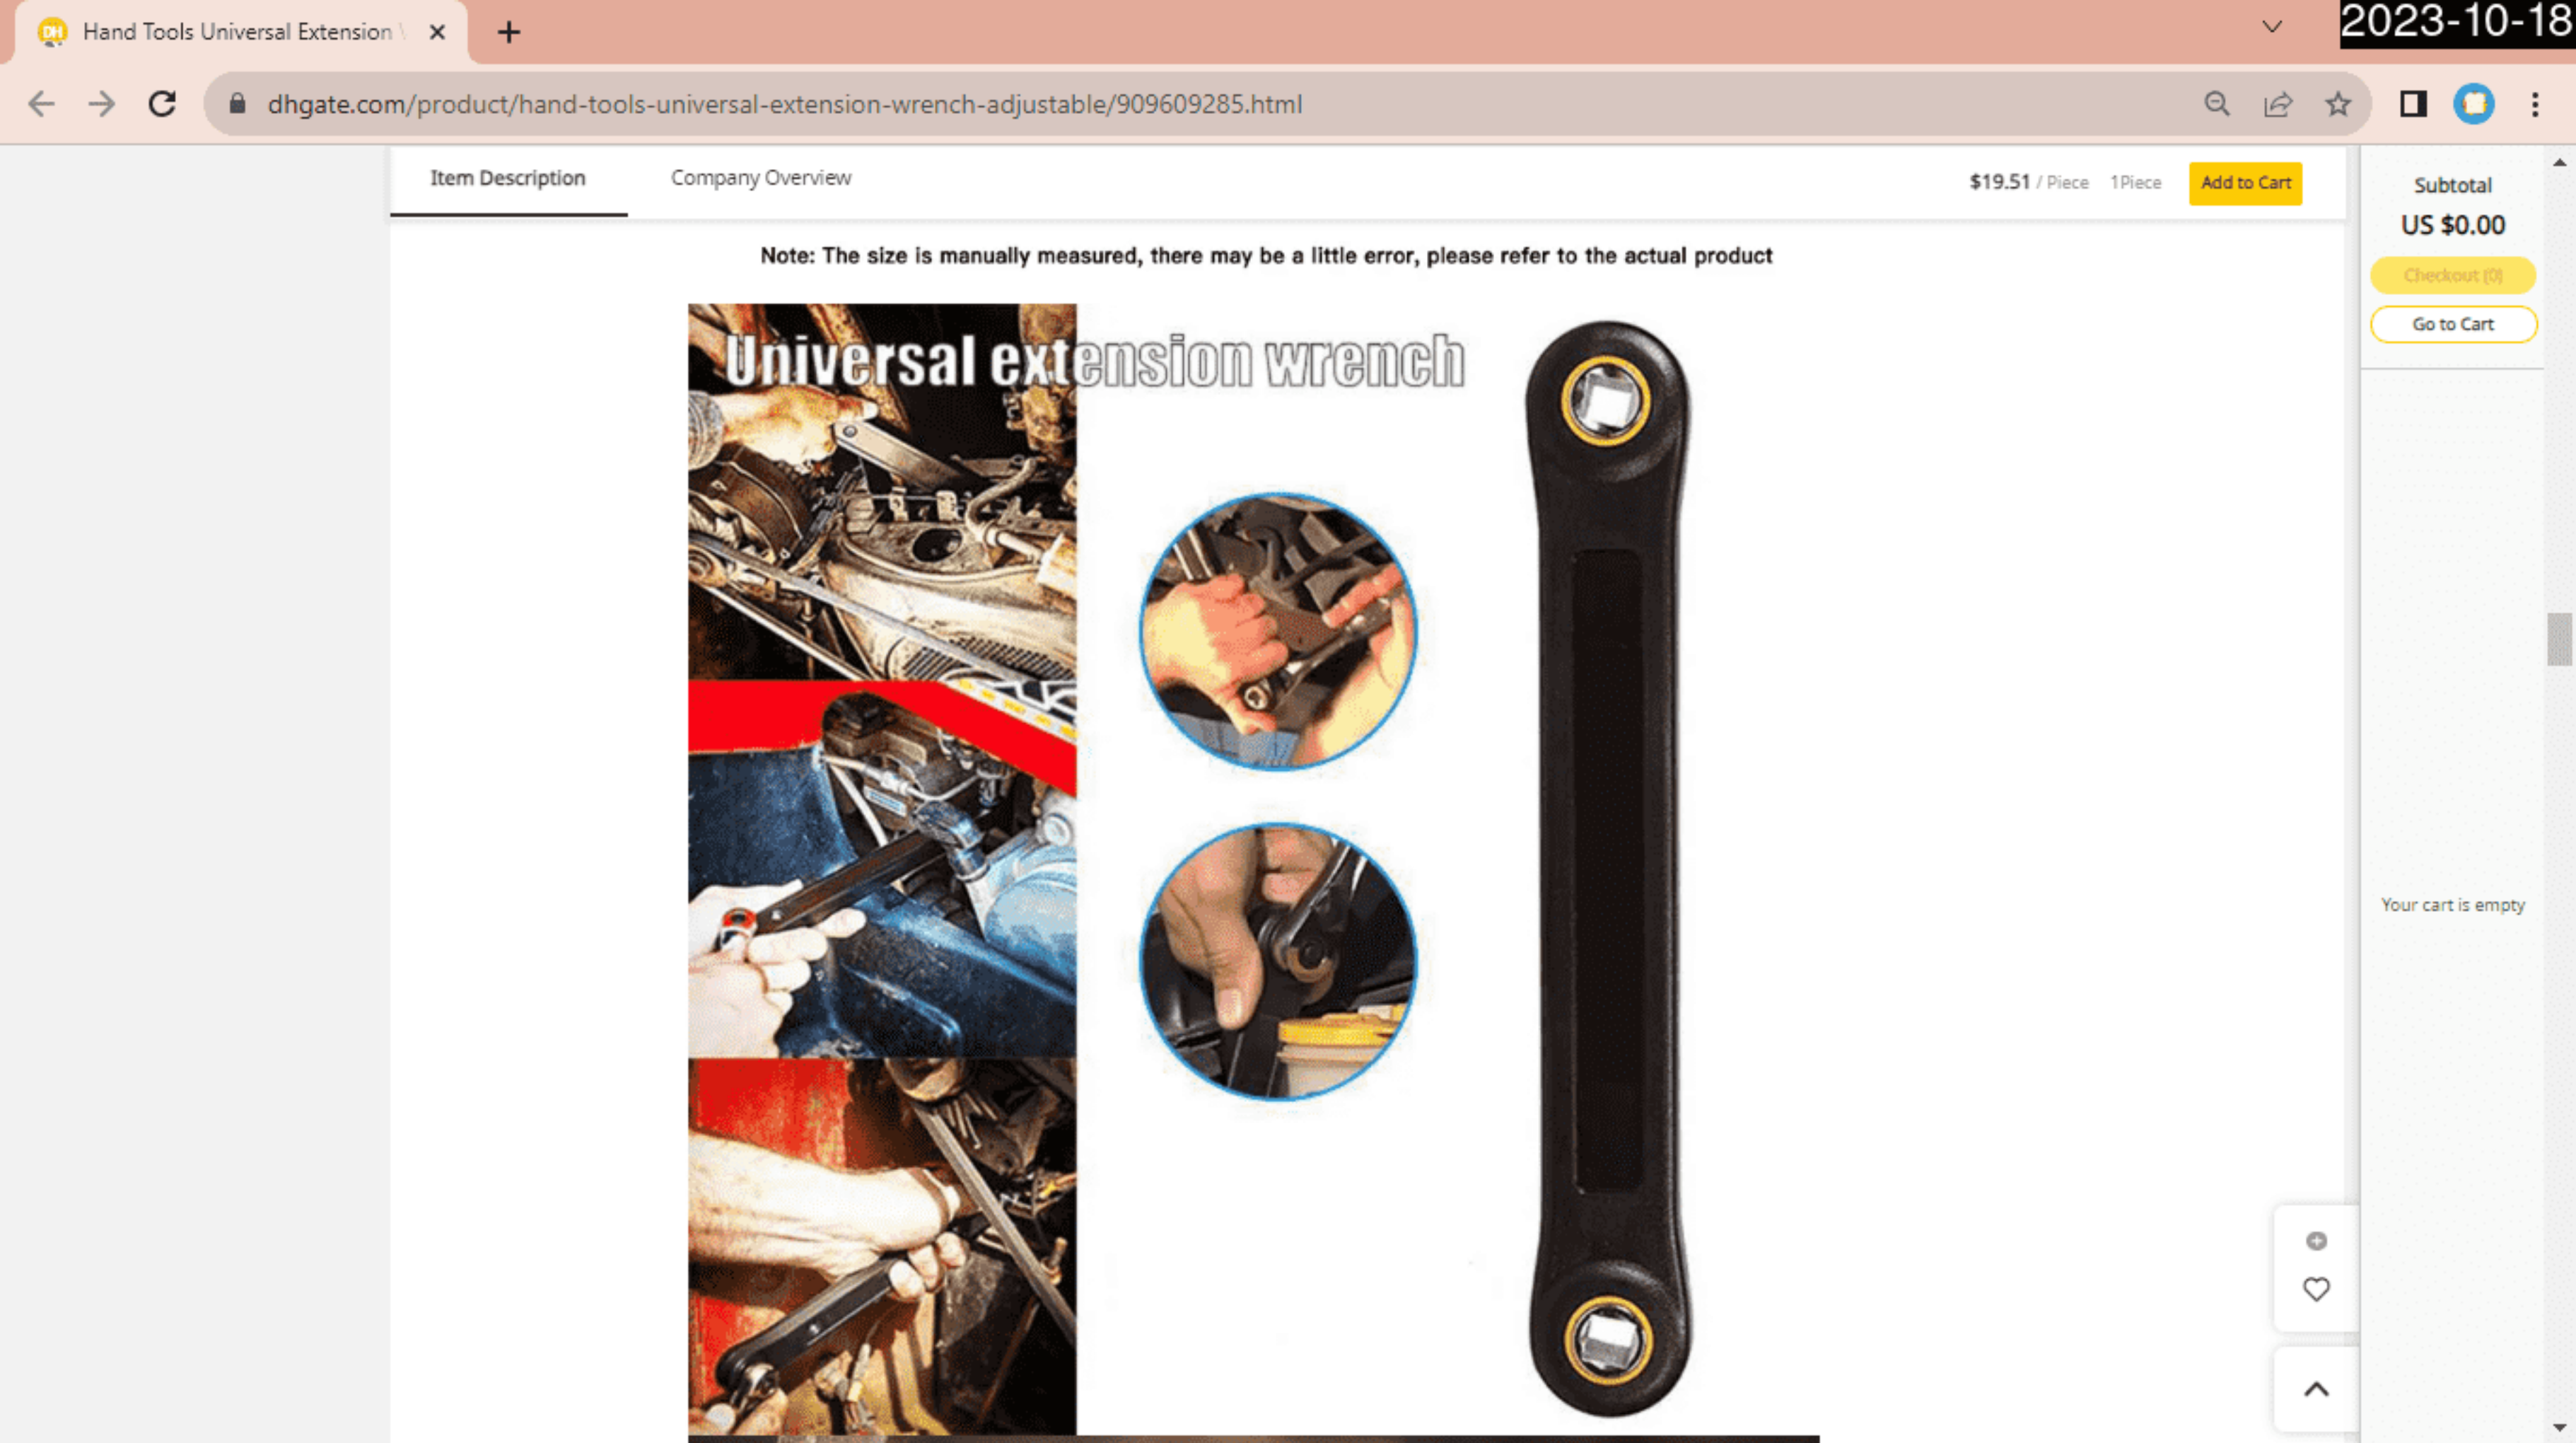 Hand Tools Universal Extension
2023-10-18
dhgate.com/product/hand-tools-universal-extension-wrench-adjustable/909609285.html
Item Description
Company Overview
$19.51 / Piece 1Piece
Add to Cart
Subtotal
US $0.00
Checkout (0)
Go to Cart
Note: The size is manually measured, there may be a little error, please refer to the actual product
Universal extension wrench
Your cart is empty